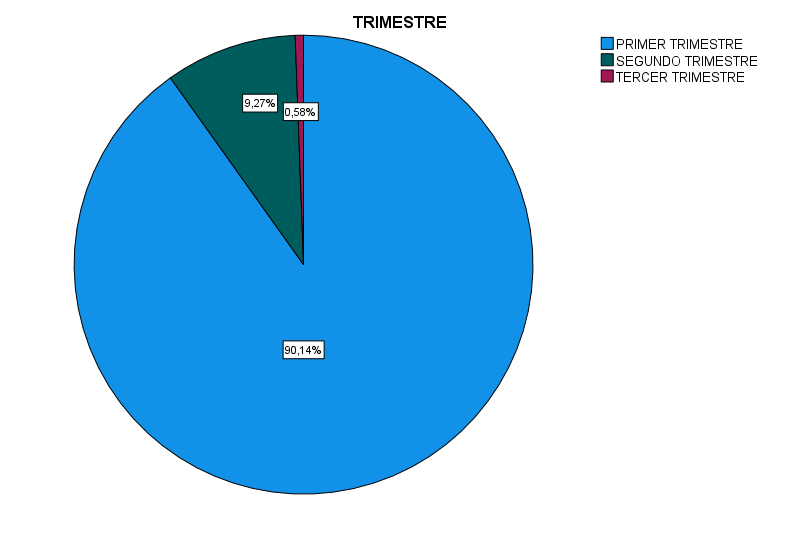 TRIMESTRE
PRIMER TRIMESTRE
SEGUNDO TRIMESTRE
TERCER TRIMESTRE
9,27%
0,58%
90,14%